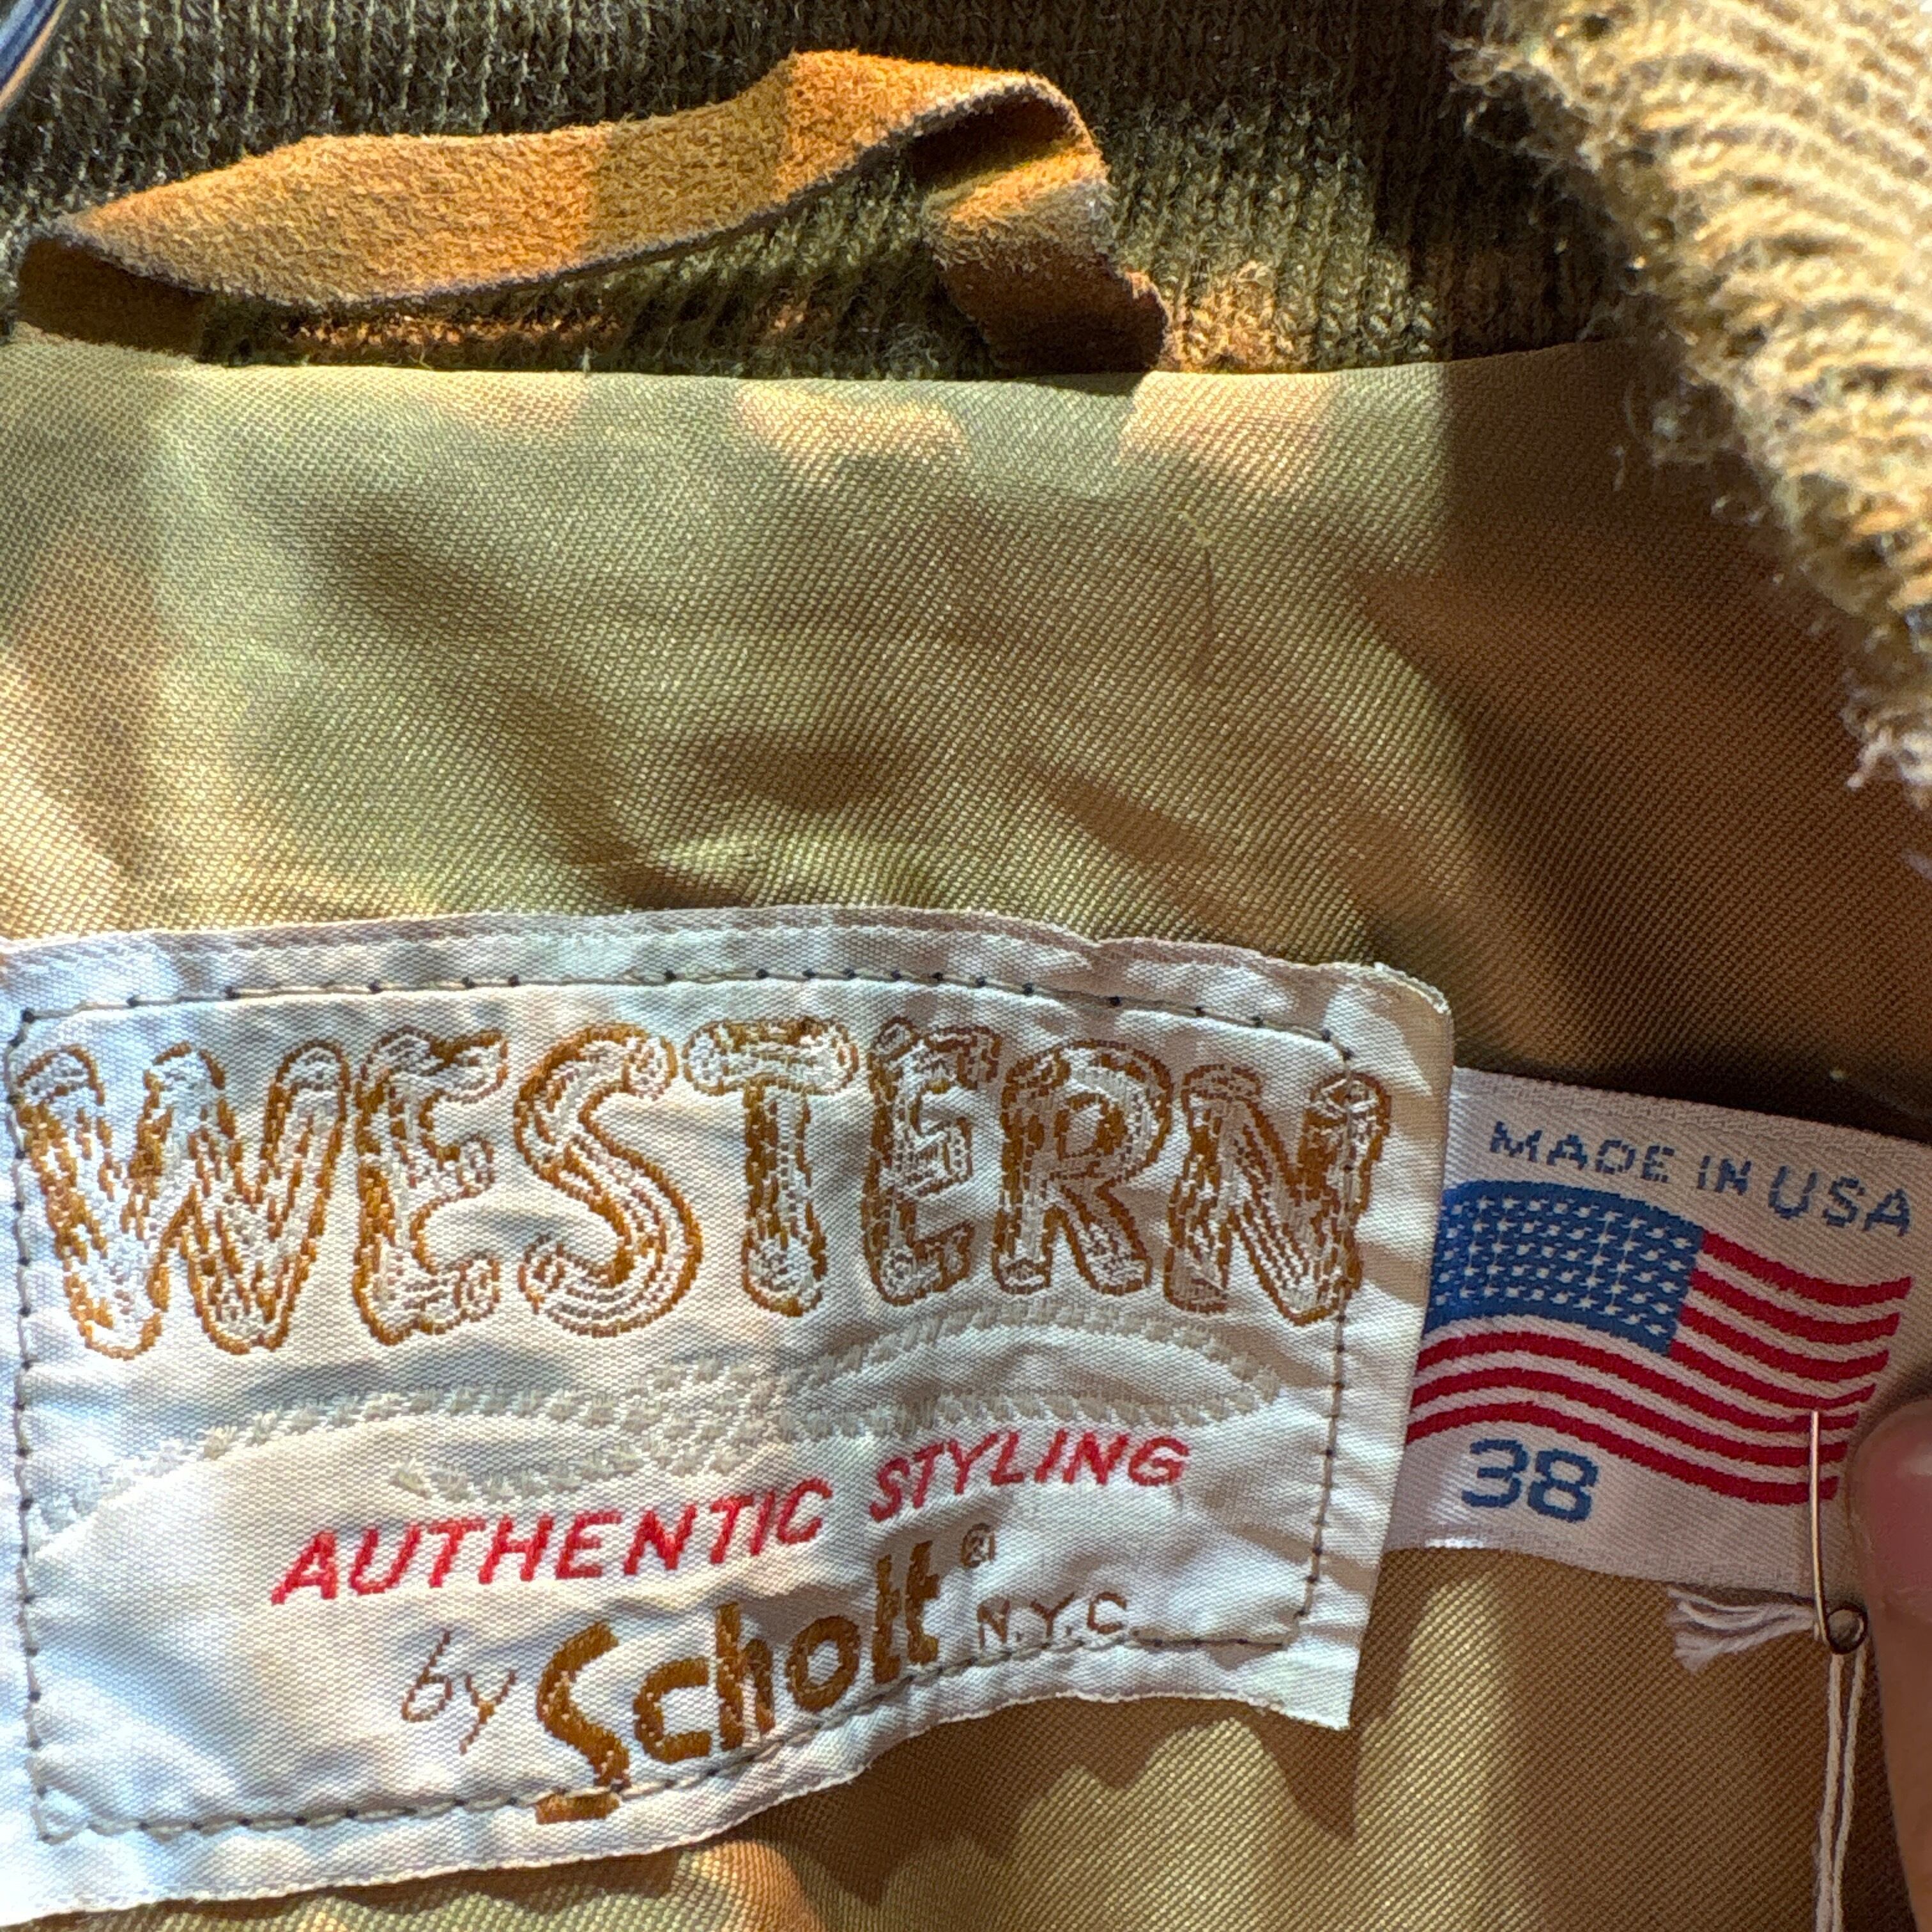 WESTERN
AUTHENTIC STYLING
by Schott® N.Y.C.
MADE IN USA
38